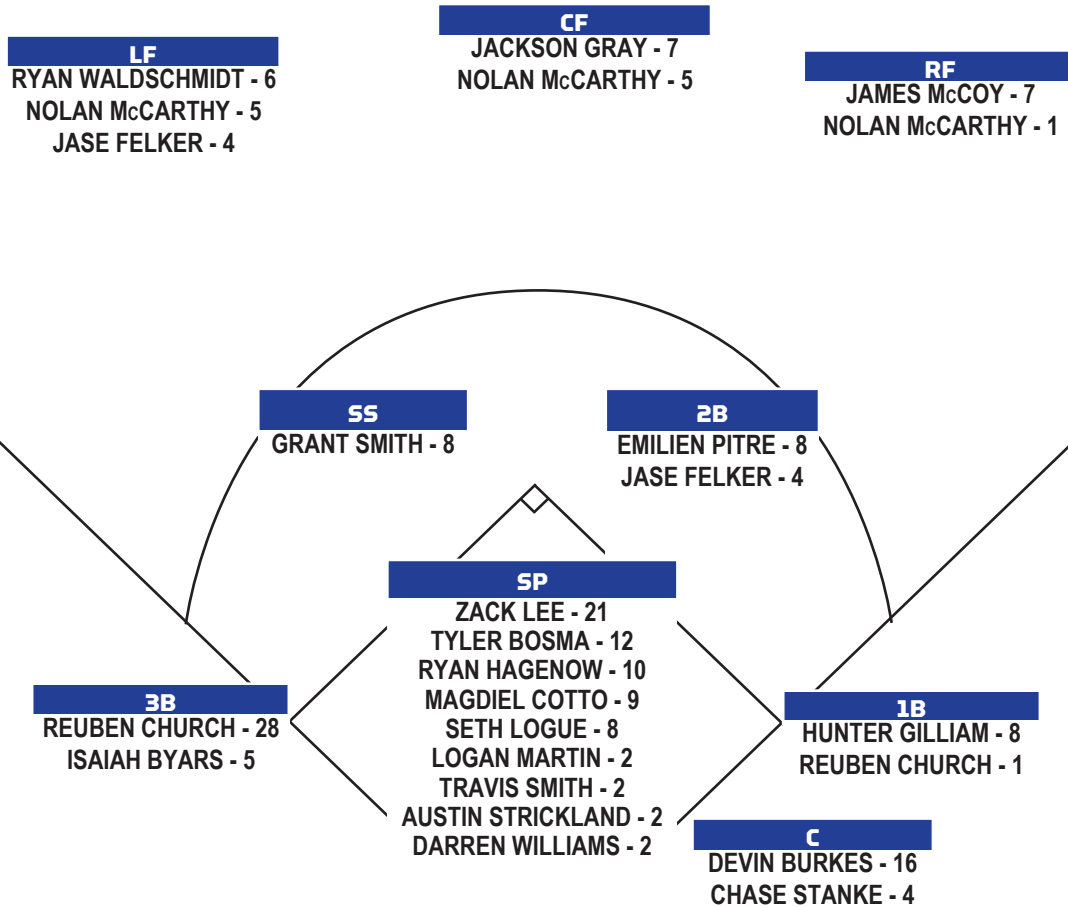 LF
RYAN WALDSCHMIDT - 6
NOLAN McCARTHY - 5
JASE FELKER - 4
CF
JACKSON GRAY - 7
NOLAN McCARTHY - 5
RF
JAMES McCOY - 7
NOLAN McCARTHY - 1
SS
GRANT SMITH - 8
2B
EMILIEN PITRE - 8
JASE FELKER - 4
SP
ZACK LEE - 21
TYLER BOSMA - 12
RYAN HAGENOW - 10
MAGDIEL COTTO - 9
SETH LOGUE - 8
LOGAN MARTIN - 2
TRAVIS SMITH - 2
AUSTIN STRICKLAND - 2
DARREN WILLIAMS - 2
3B
REUBEN CHURCH - 28
ISAIAH BYARS - 5
1B
HUNTER GILLIAM - 8
REUBEN CHURCH - 1
C
DEVIN BURKES - 16
CHASE STANKE - 4